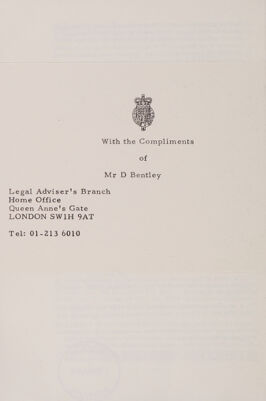 With the Compliments
of
Mr D Bentley
Legal Adviser's Branch
Home Office
Queen Anne's Gate
LONDON SW1H 9AT
Tel: 01-213 6010